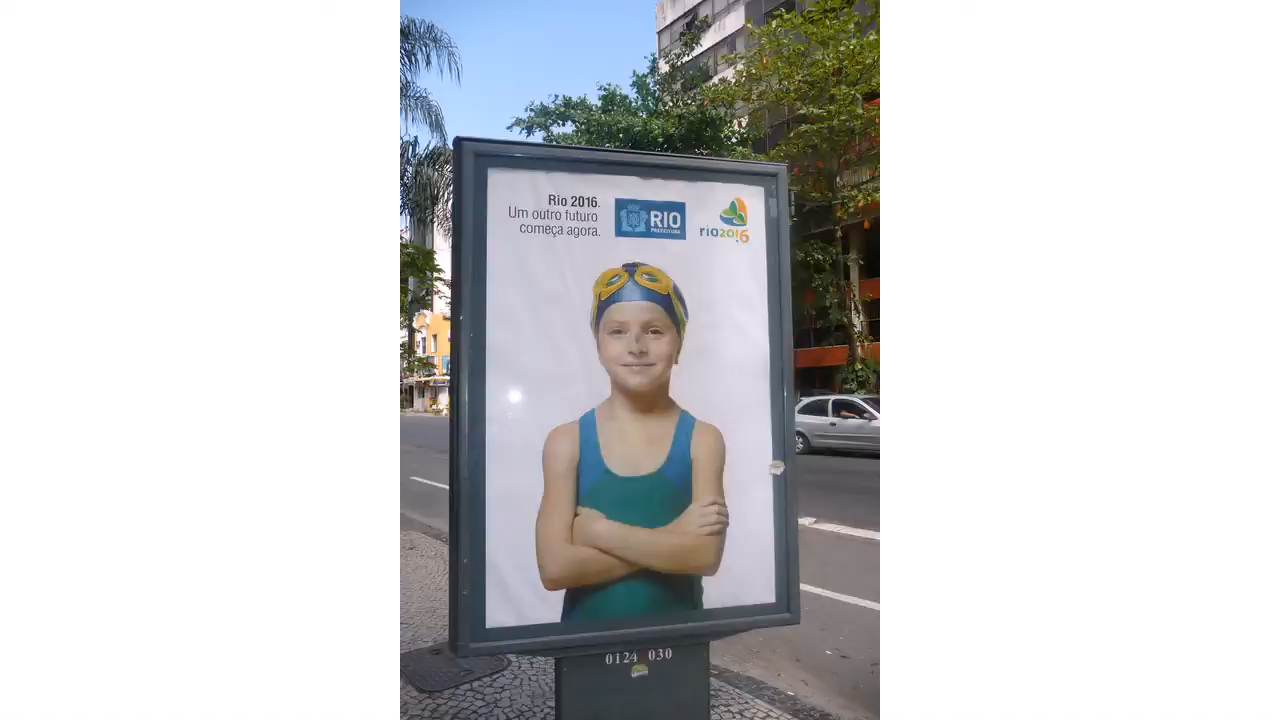 Rio 2016.
Um outro futuro
começa agora.
RIO
PREFEITURA
rio2016
0124 030